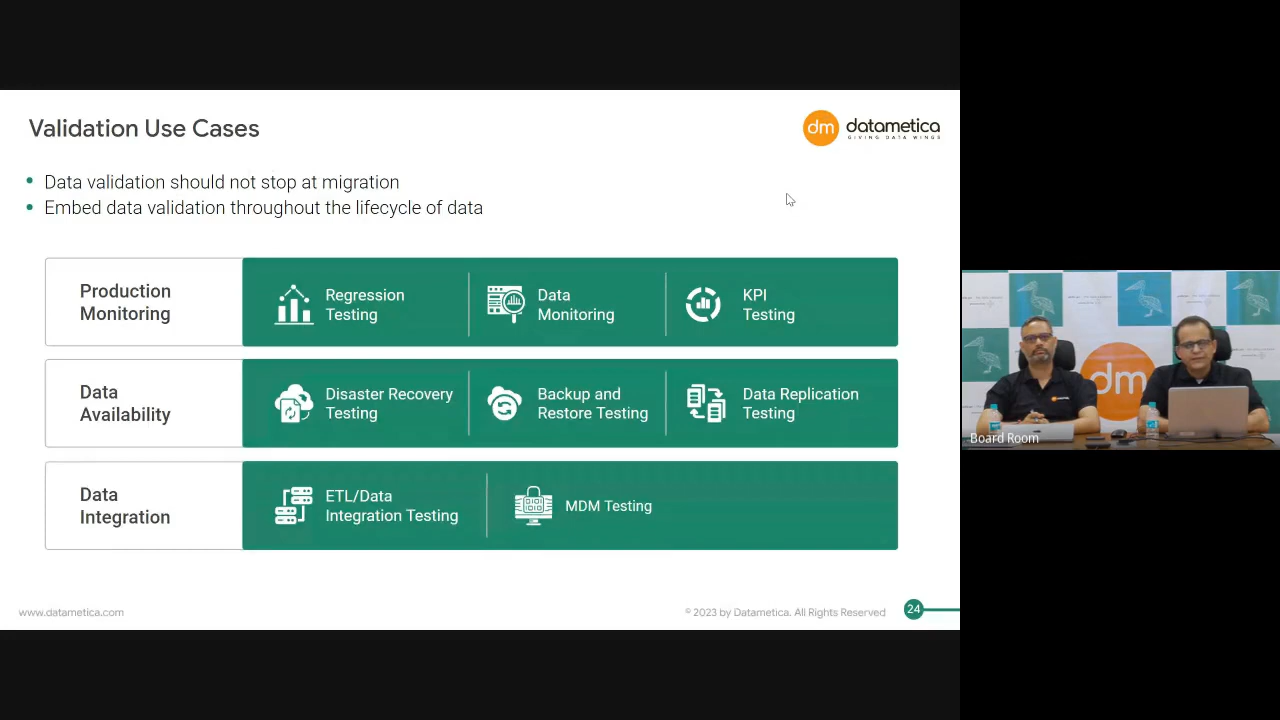 Validation Use Cases
dm datametica
GIVING DATA WINGS
Data validation should not stop at migration
Embed data validation throughout the lifecycle of data
Production
Monitoring
Regression
Testing
Data
Monitoring
KPI
Testing
Data
Availability
Disaster Recovery
Testing
Backup and
Restore Testing
Data Replication
Testing
Data
Integration
ETL/Data
Integration Testing
MDM Testing
www.datametica.com
© 2023 by Datametica. All Rights Reserved
24
dm
Board Room